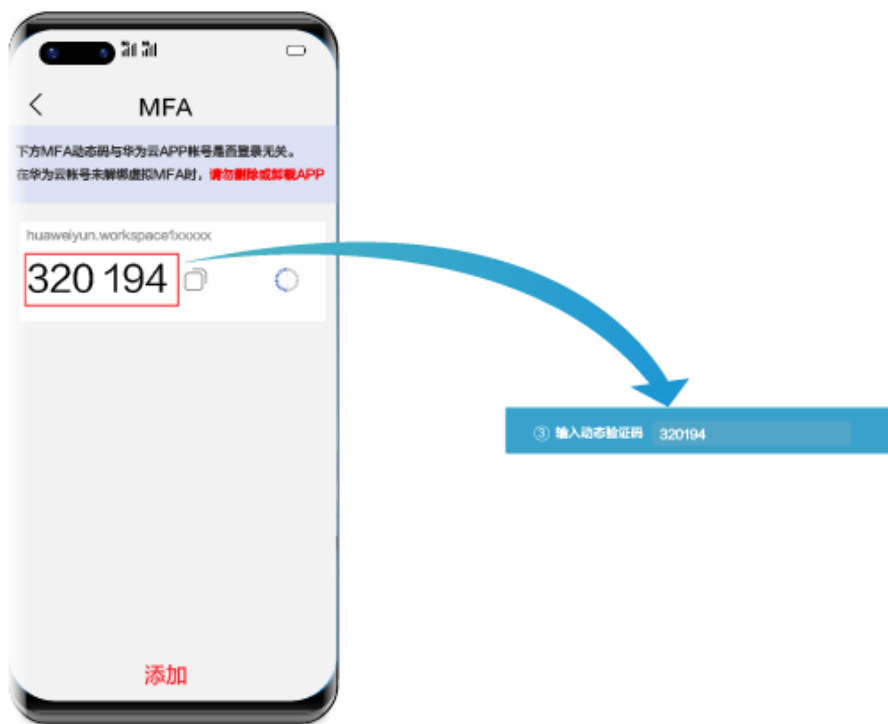 MFA
下方MFA动态码与华为云APP帐号是否登录无关。
在华为云帐号未解绑虚拟MFA时，请勿删除或卸载APP
huaweiyun.workspace1xxxxx
320 194
③ 输入动态验证码 320194
添加